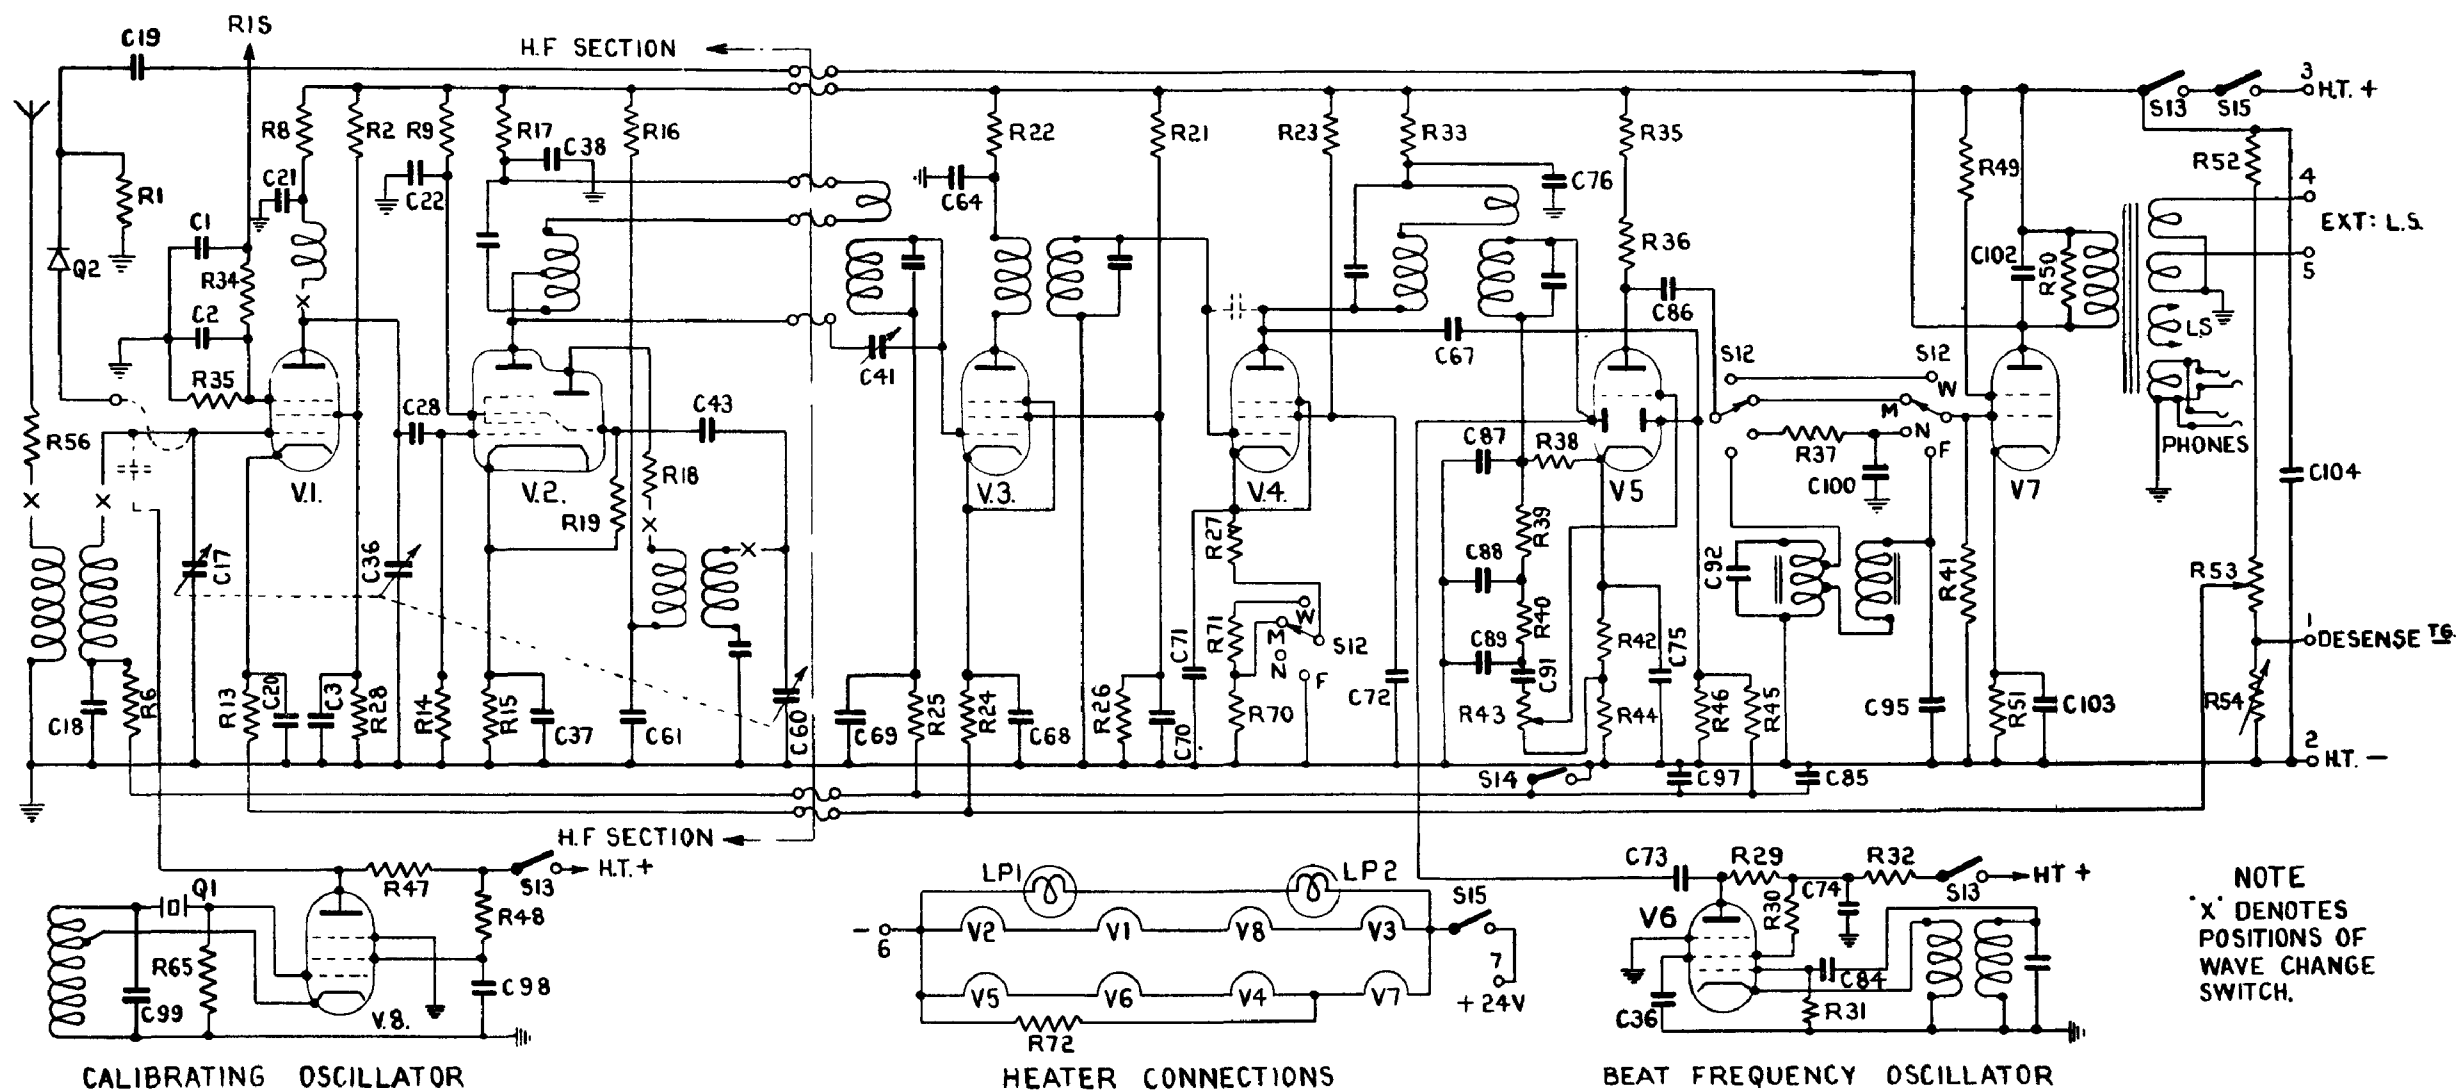 C19
R1S
H.F SECTION
3
H.T. +
S13
S15
R8
R2
R9
R17
R16
R22
R21
R23
R33
R35
R49
R52
C38
C21
C22
C64
C76
4
R1
C1
R36
EXT: L.S.
Q2
R34
C102
R50
5
C2
C86
LS
C67
S12
S12
R35
C41
W
C28
C43
M
R56
C87
R38
N
PHONES
R37
F
V.1.
V.2.
R18
V.3.
V.4.
V5
C100
V7
C104
R19
R27
R39
C17
C36
C88
C92
R41
R53
R71
W
M
N
S12
F
R40
1
DESENSE T6.
C71
C89
R42
C75
C91
C18
R6
R13
C20
C3
R28
R14
R15
C37
C61
C60
C69
R25
R24
C68
R26
C70
R70
C72
R43
R44
R46
R45
C95
R51
C103
R54
2
H.T. –
S14
C97
C85
H.F SECTION
H.T.+
R47
S13
Q1
R48
R65
C99
C98
V.8.
CALIBRATING OSCILLATOR
LP1
LP2
S15
– 6
V2
V1
V8
V3
7
+ 24V
V5
V6
V4
V7
R72
HEATER CONNECTIONS
C73
R29
R32
C74
S13
HT +
R30
V6
C84
C36
R31
BEAT FREQUENCY OSCILLATOR
NOTE
'X' DENOTES
POSITIONS OF
WAVE CHANGE
SWITCH.